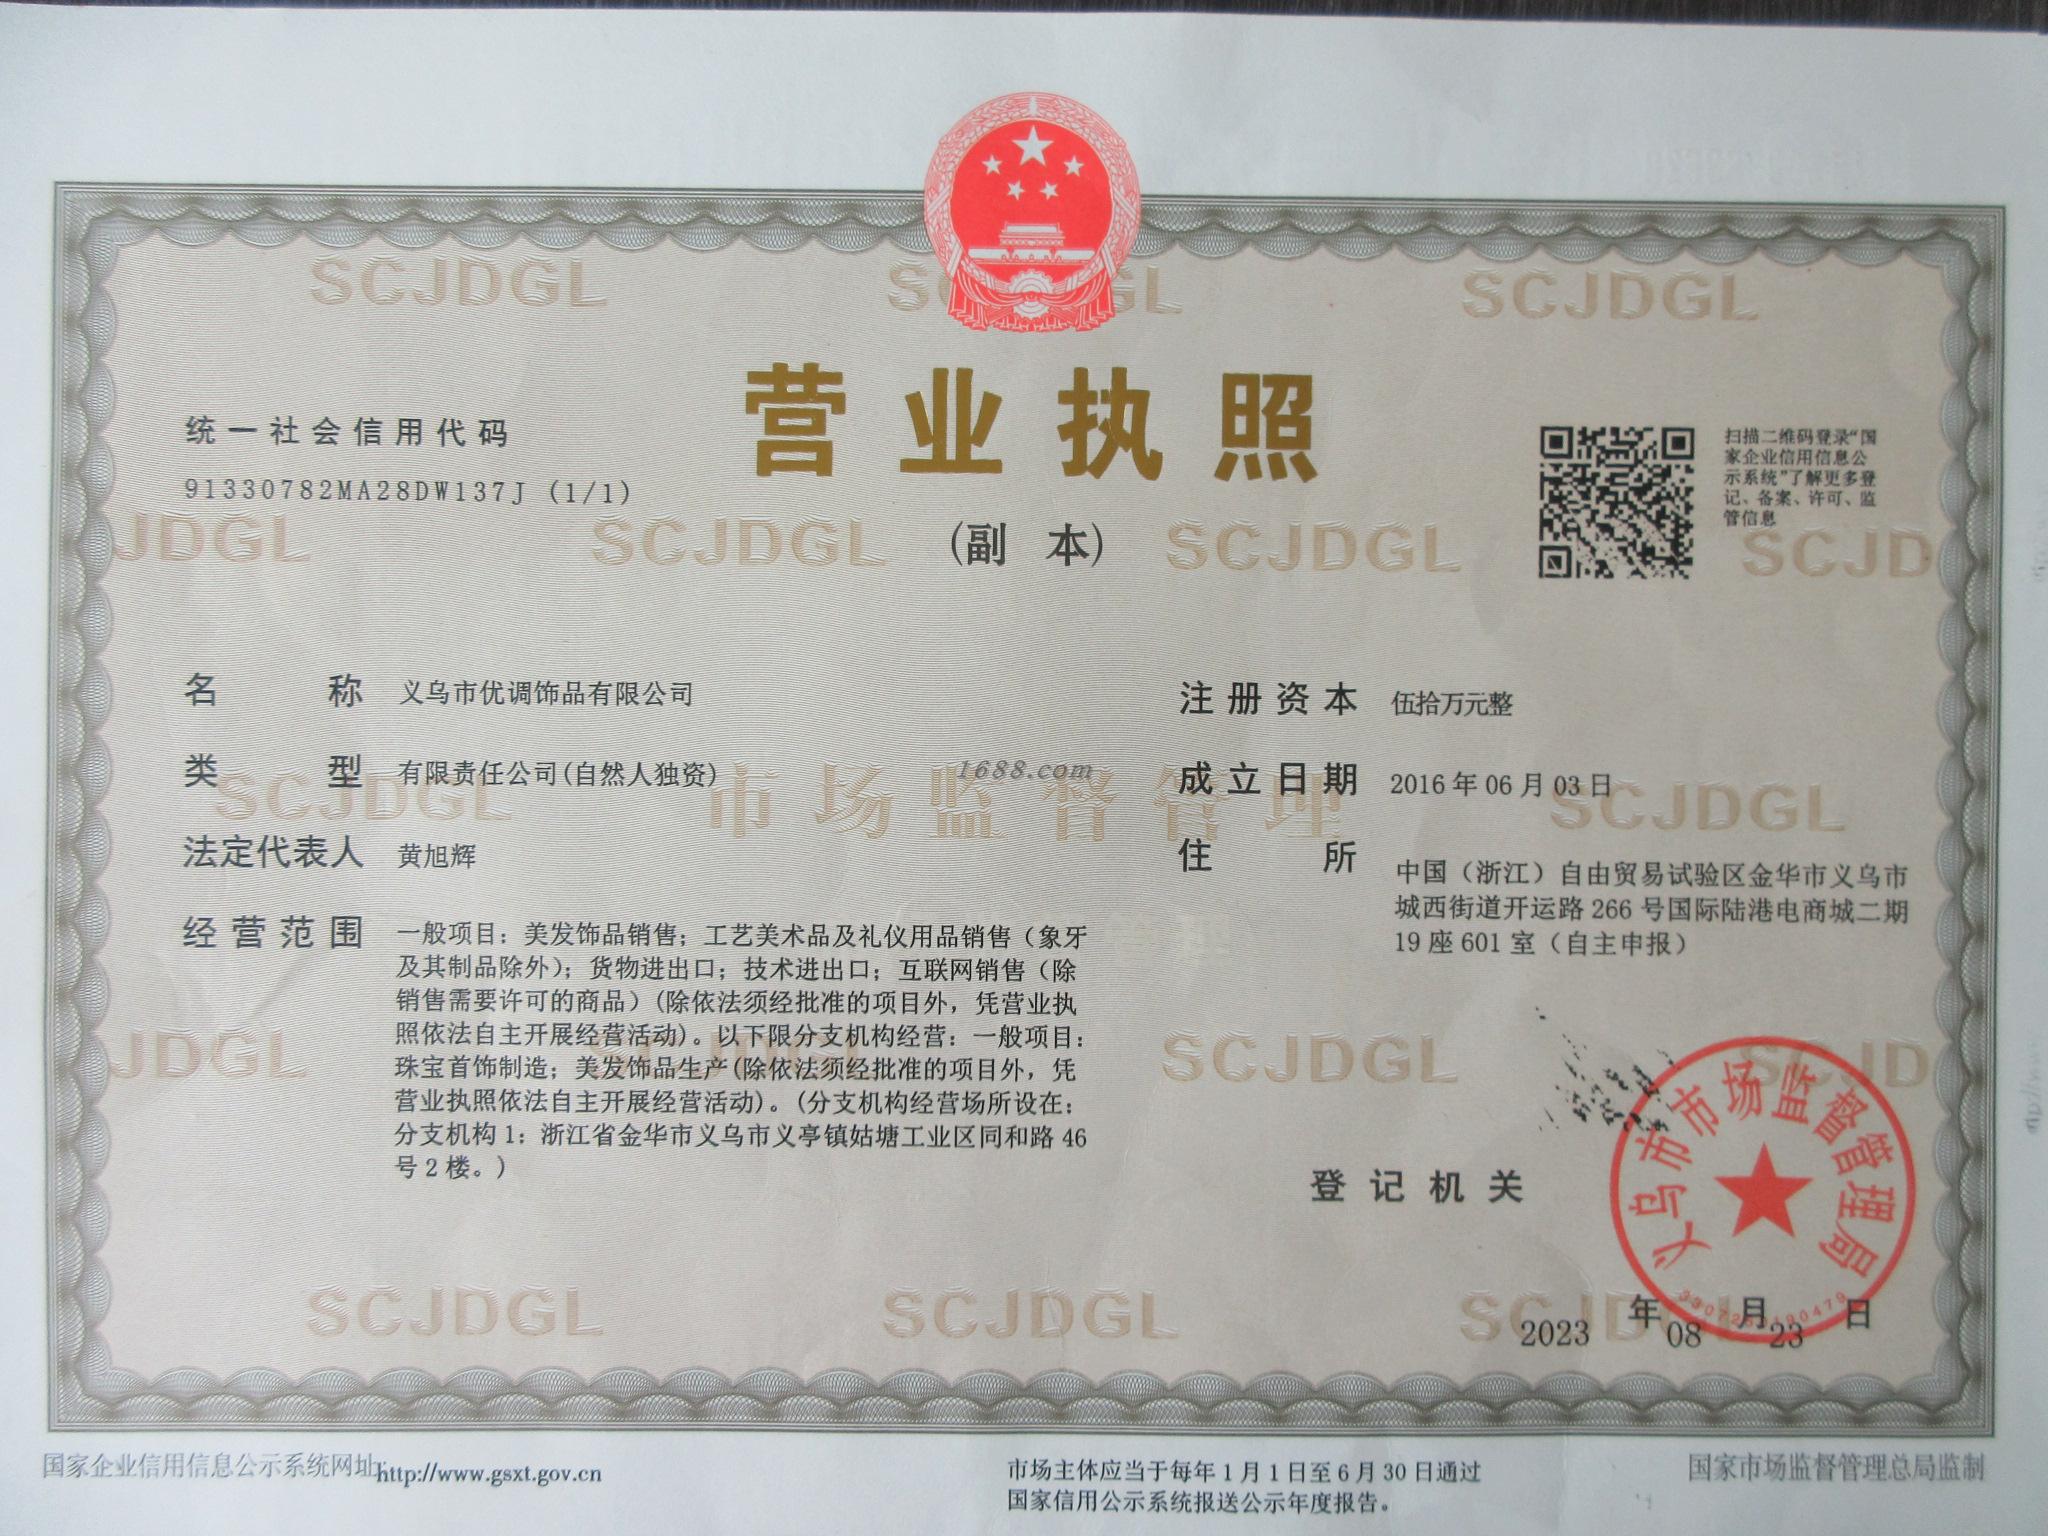 营业执照
(副 本)
统一社会信用代码
91330782MA28DW137J (1/1)
扫描二维码登录“国
家企业信用信息公
示系统”了解更多登
记、备案、许可、监
管信息
名 称 义乌市优调饰品有限公司
类 型 有限责任公司(自然人独资)
法定代表人 黄旭辉
经营范围 一般项目：美发饰品销售；工艺美术品及礼仪用品销售（象牙
及其制品除外）；货物进出口；技术进出口；互联网销售（除
销售需要许可的商品）(除依法须经批准的项目外，凭营业执
照依法自主开展经营活动)。以下限分支机构经营：一般项目：
珠宝首饰制造；美发饰品生产(除依法须经批准的项目外，凭
营业执照依法自主开展经营活动)。(分支机构经营场所设在：
分支机构1：浙江省金华市义乌市义亭镇姑塘工业区同和路46
号2楼。)
注册资本 伍拾万元整
成立日期 2016年06月03日
住 所 中国（浙江）自由贸易试验区金华市义乌市
城西街道开运路266号国际陆港电商城二期
19座601室（自主申报）
1688.com
市场监督管理
SCJDGL
登记机关
义乌市市场监督管理局
2023年08月23日
国家企业信用信息公示系统网址：http://www.gsxt.gov.cn
市场主体应当于每年1月1日至6月30日通过
国家信用公示系统报送公示年度报告。
国家市场监督管理总局监制